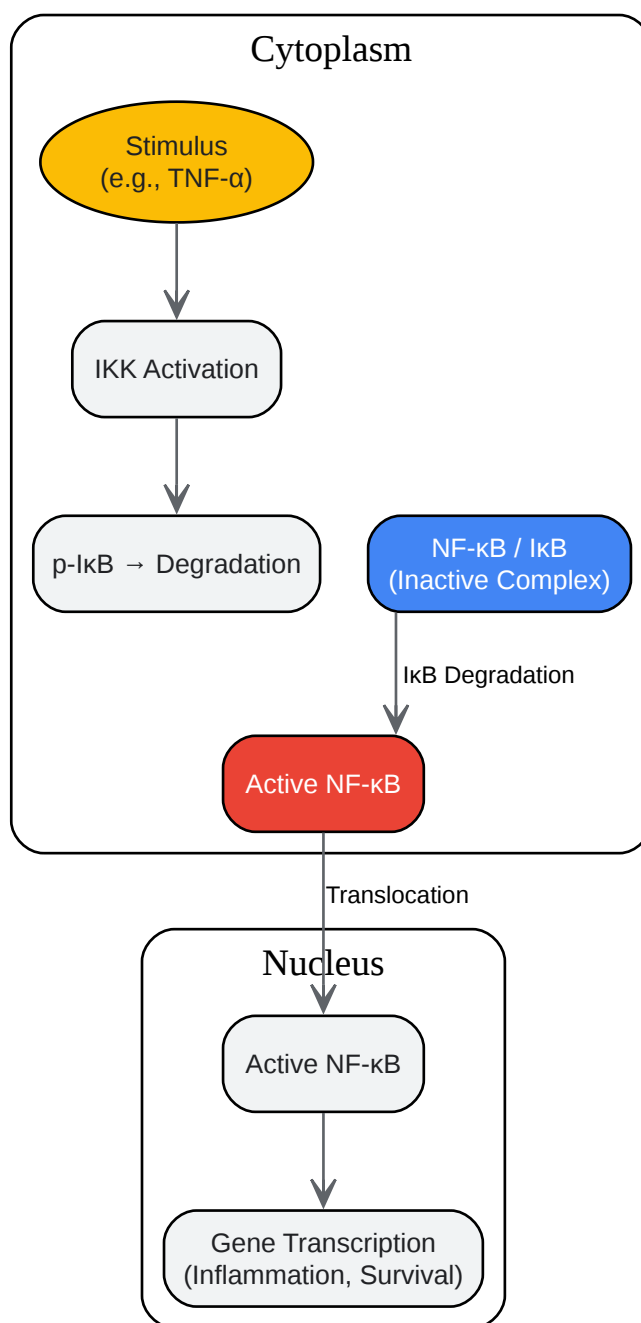 Cytoplasm
Stimulus
(e.g., TNF-α)
IKK Activation
p-IκB → Degradation
NF-κB / IκB
(Inactive Complex)
IκB Degradation
Active NF-κB
Translocation
Nucleus
Active NF-κB
Gene Transcription
(Inflammation, Survival)